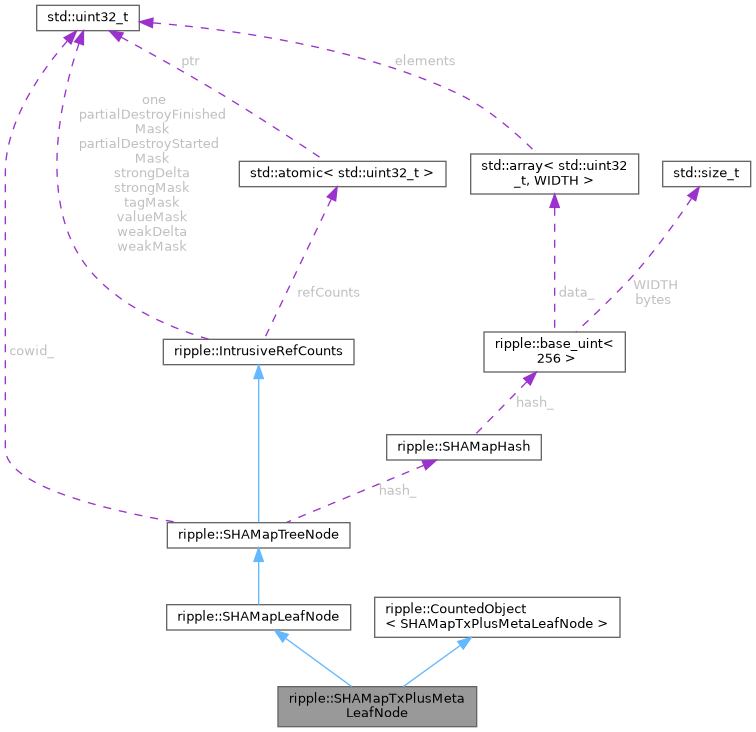 std::uint32_t
ptr
elements
one
partialDestroyFinished
Mask
partialDestroyStarted
Mask
strongDelta
strongMask
tagMask
valueMask
weakDelta
weakMask
std::atomic< std::uint32_t >
std::array< std::uint32
_t, WIDTH >
std::size_t
refCounts
data_
WIDTH
bytes
cowid_
ripple::IntrusiveRefCounts
ripple::base_uint<
256 >
hash_
ripple::SHAMapHash
hash_
ripple::SHAMapTreeNode
ripple::SHAMapLeafNode
ripple::CountedObject
< SHAMapTxPlusMetaLeafNode >
ripple::SHAMapTxPlusMeta
LeafNode